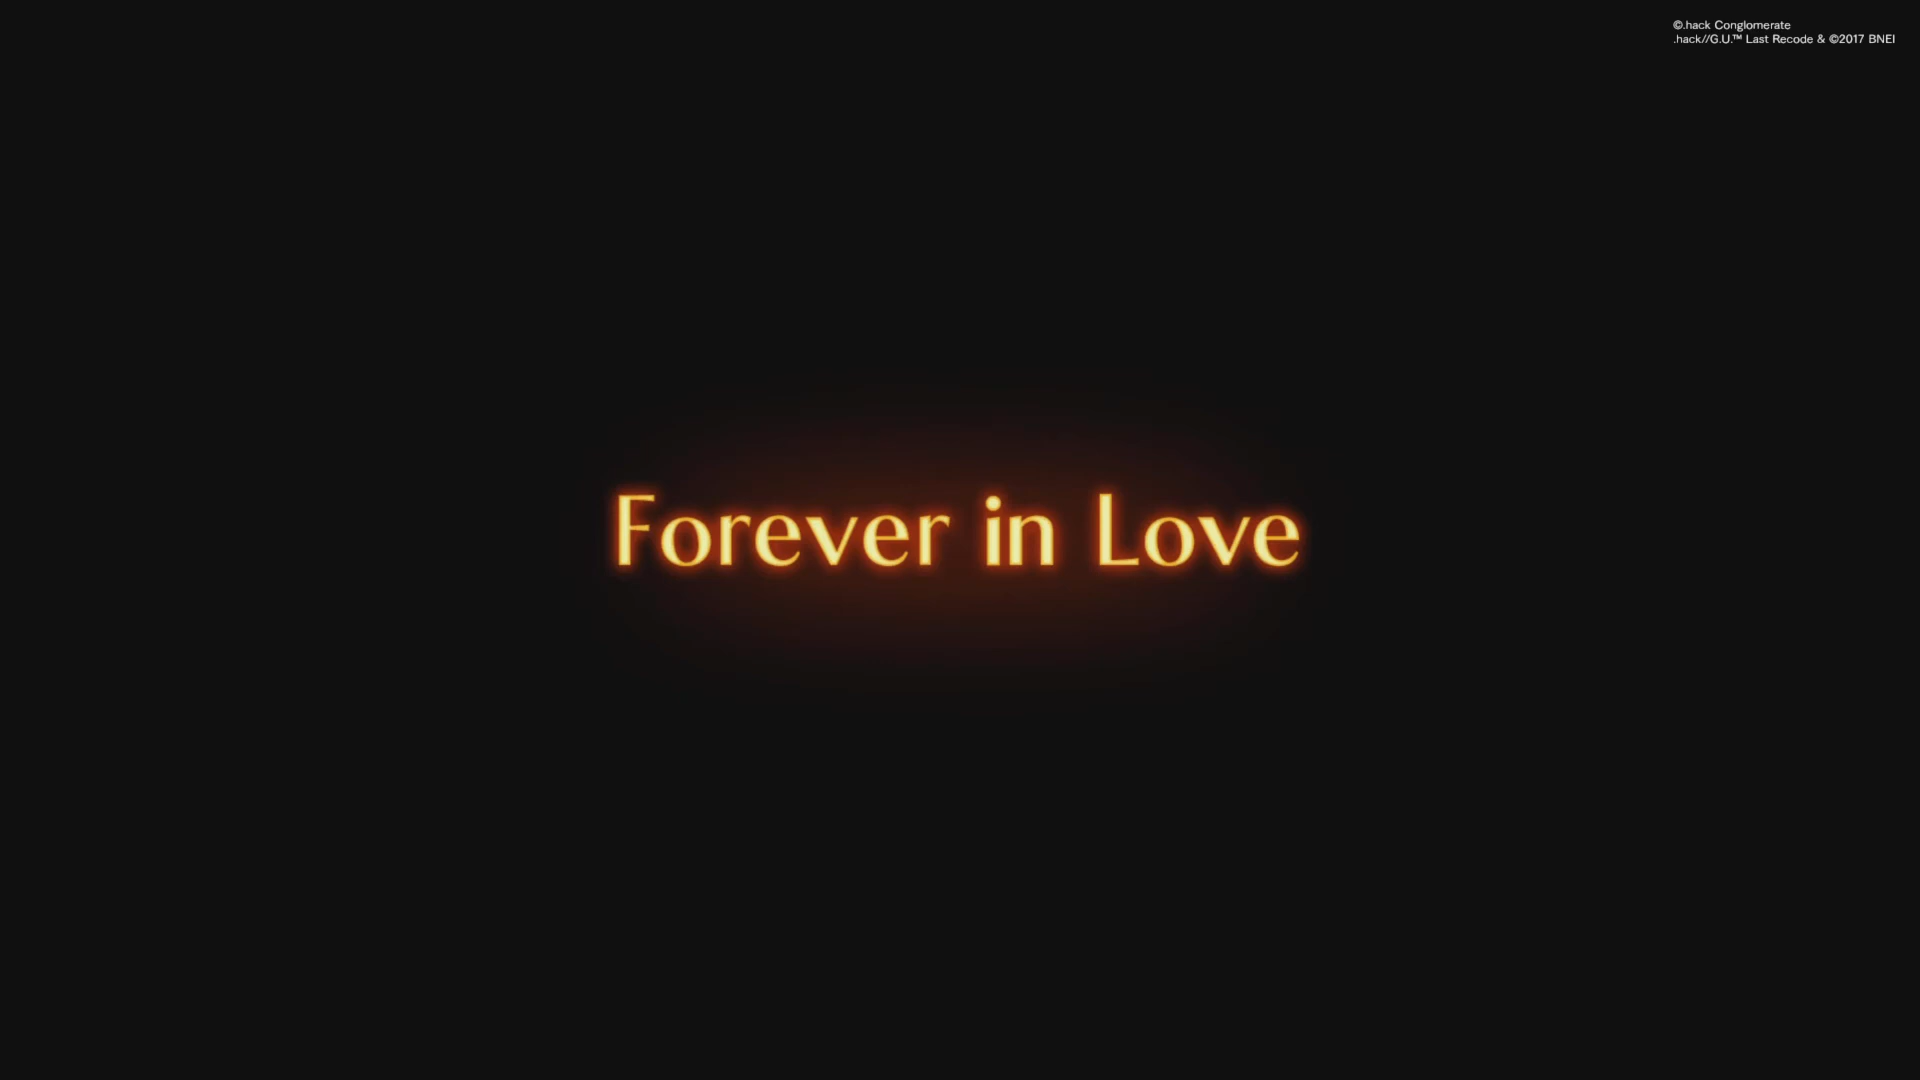 ©.hack Conglomerate
.hack//G.U.™ Last Recode & ©2017 BNEI
Forever in Love